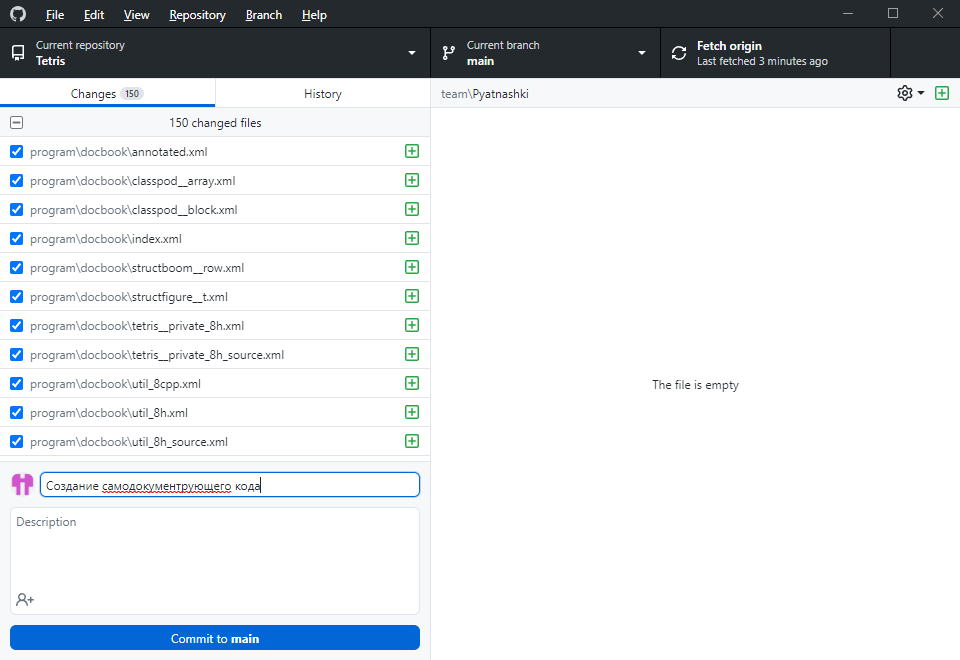 File Edit View Repository Branch Help
Current repository
Tetris
Current branch
main
Fetch origin
Last fetched 3 minutes ago
Changes 150
History
team\Pyatnashki
150 changed files
program\docbook\annotated.xml
program\docbook\classpod__array.xml
program\docbook\classpod__block.xml
program\docbook\index.xml
program\docbook\structboom__row.xml
program\docbook\structfigure__t.xml
program\docbook\tetris__private_8h.xml
program\docbook\tetris__private_8h_source.xml
program\docbook\util_8cpp.xml
program\docbook\util_8h.xml
program\docbook\util_8h_source.xml
The file is empty
Создание самодокументрующего кода
Description
Commit to main